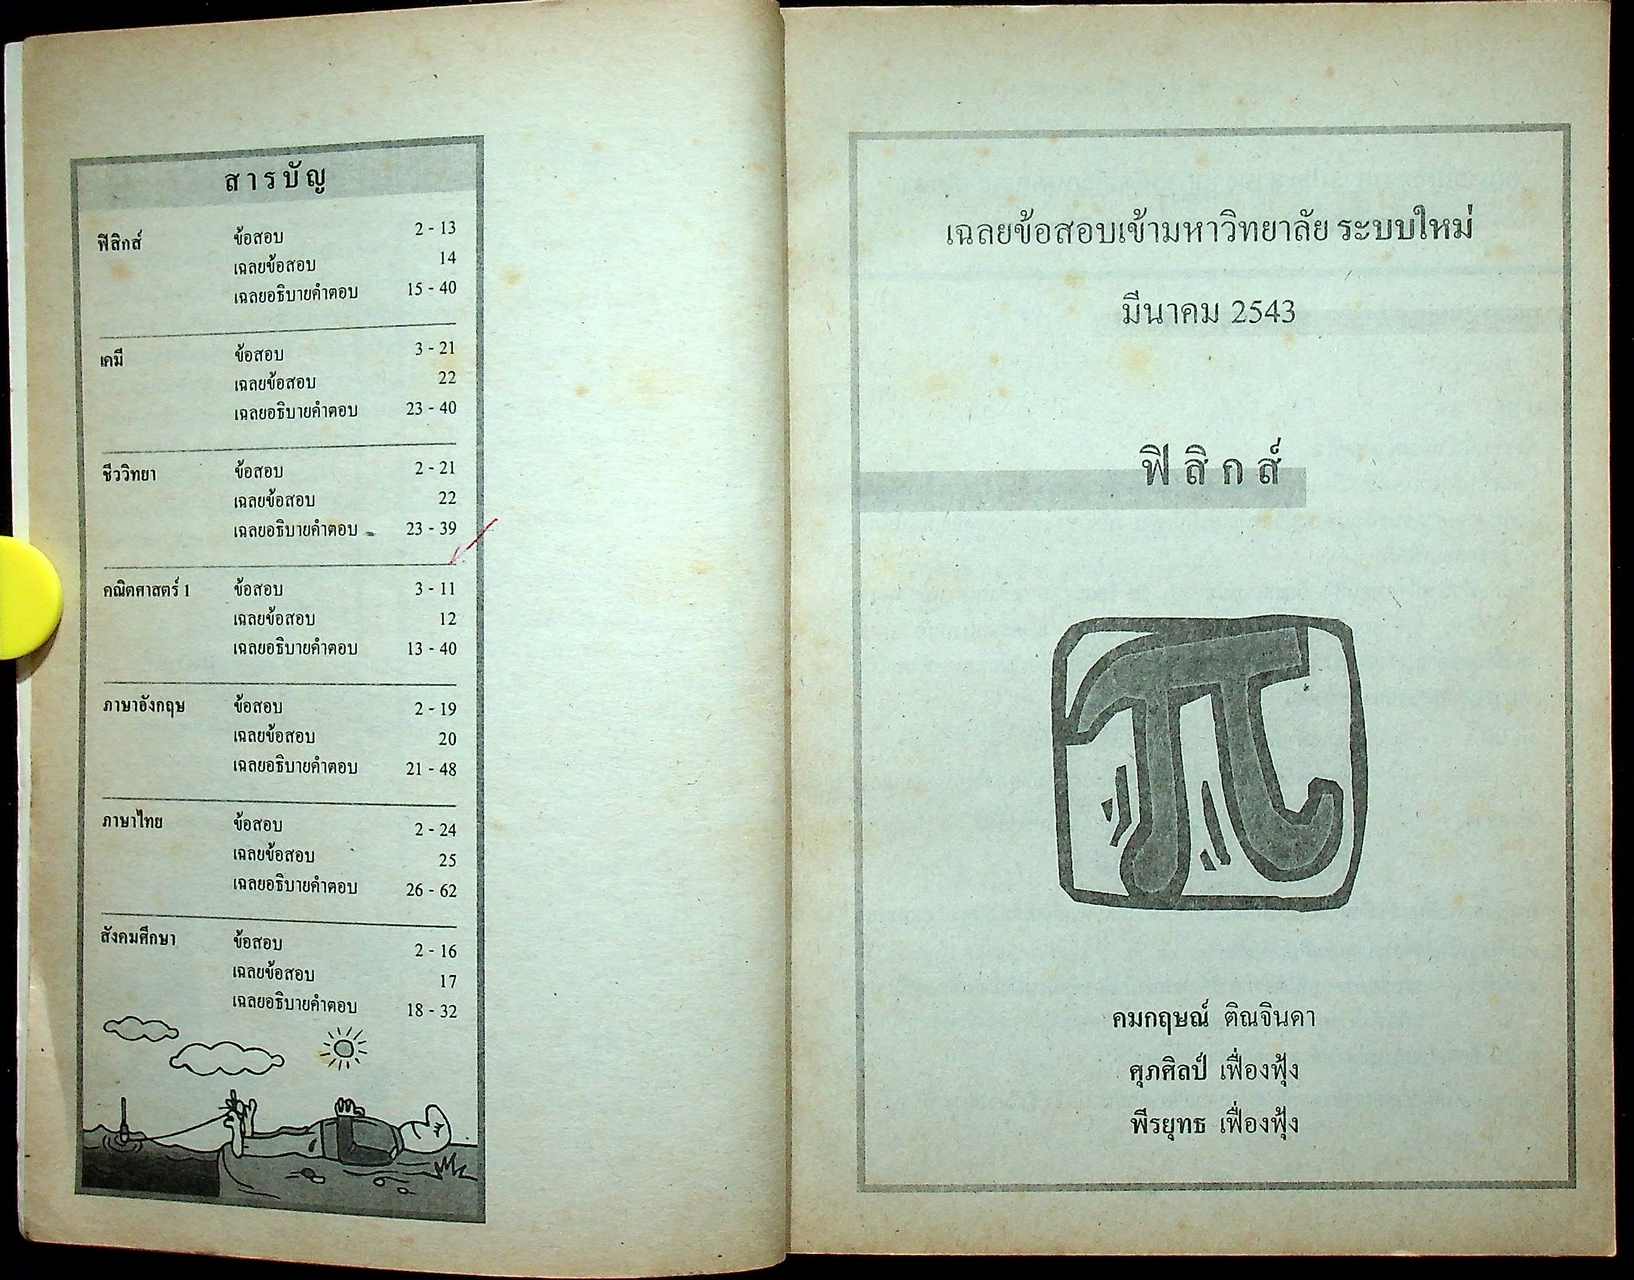 สารบัญ
ฟิสิกส์ ข้อสอบ 2 - 13
เฉลยข้อสอบ 14
เฉลยอธิบายคำตอบ 15 - 40
เคมี ข้อสอบ 3 - 21
เฉลยข้อสอบ 22
เฉลยอธิบายคำตอบ 23 - 40
ชีววิทยา ข้อสอบ 2 - 21
เฉลยข้อสอบ 22
เฉลยอธิบายคำตอบ 23 - 39
คณิตศาสตร์ 1 ข้อสอบ 3 - 11
เฉลยข้อสอบ 12
เฉลยอธิบายคำตอบ 13 - 40
ภาษาอังกฤษ ข้อสอบ 2 - 19
เฉลยข้อสอบ 20
เฉลยอธิบายคำตอบ 21 - 48
ภาษาไทย ข้อสอบ 2 - 24
เฉลยข้อสอบ 25
เฉลยอธิบายคำตอบ 26 - 62
สังคมศึกษา ข้อสอบ 2 - 16
เฉลยข้อสอบ 17
เฉลยอธิบายคำตอบ 18 - 32
เฉลยข้อสอบเข้ามหาวิทยาลัย ระบบใหม่
มีนาคม 2543
ฟิสิกส์
π
คมกฤษณ์ ติณจินดา
ศุภศิลป์ เฟื่องฟุ้ง
พีรยุทธ เฟื่องฟุ้ง